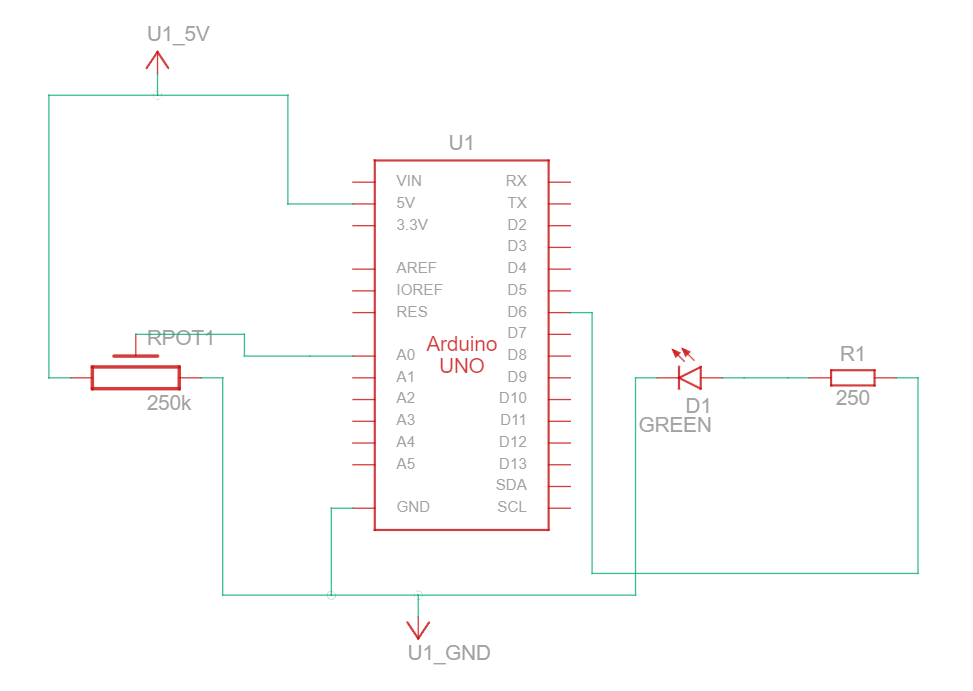 U1_5V
U1
VIN
RX
5V
TX
3.3V
D2
D3
AREF
D4
IOREF
D5
RES
D6
RPOT1
D7
Arduino
UNO
A0
D8
R1
A1
D9
250k
A2
D10
D1
GREEN
250
A3
D11
A4
D12
A5
D13
SDA
GND
SCL
U1_GND